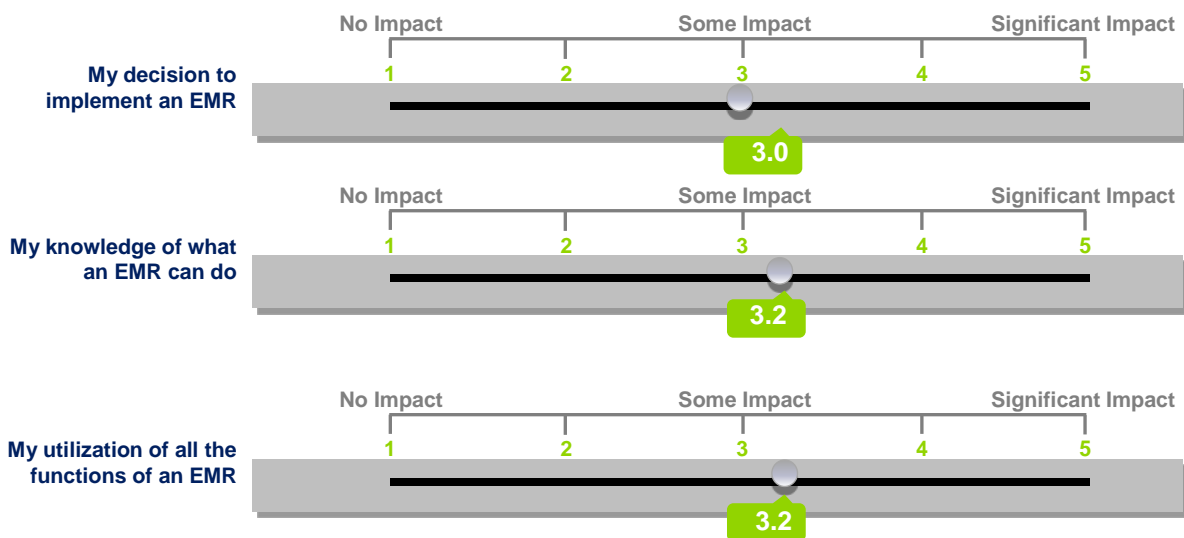 No Impact Some Impact Significant Impact
My decision to
implement an EMR
1 2 3 4 5
3.0
No Impact Some Impact Significant Impact
My knowledge of what
an EMR can do
1 2 3 4 5
3.2
No Impact Some Impact Significant Impact
My utilization of all the
functions of an EMR
1 2 3 4 5
3.2